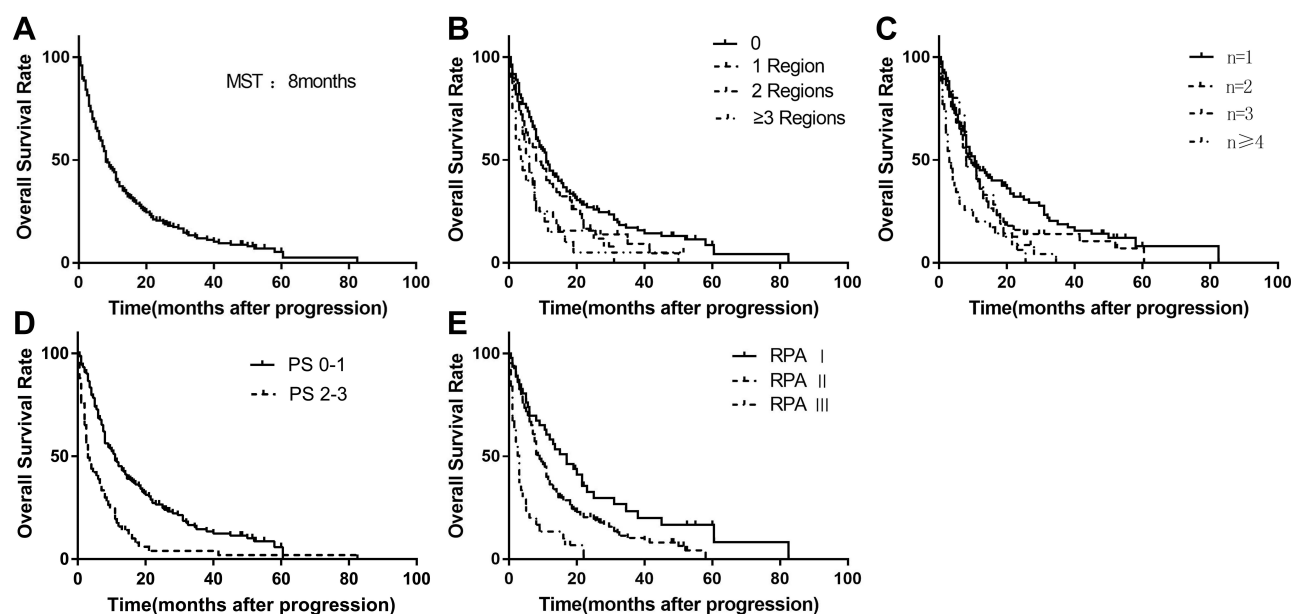 A
Overall Survival Rate
100
50
0
MST： 8months
0 20 40 60 80 100
Time(months after progression)
B
Overall Survival Rate
100
50
0
0
1 Region
2 Regions
≥3 Regions
0 20 40 60 80 100
Time(months after progression)
C
Overall Survival Rate
100
50
0
n=1
n=2
n=3
n≥4
0 20 40 60 80 100
Time(months after progression)
D
Overall Survival Rate
100
50
0
PS 0-1
PS 2-3
0 20 40 60 80 100
Time(months after progression)
E
Overall Survival Rate
100
50
0
RPA Ⅰ
RPA Ⅱ
RPA Ⅲ
0 20 40 60 80 100
Time(months after progression)